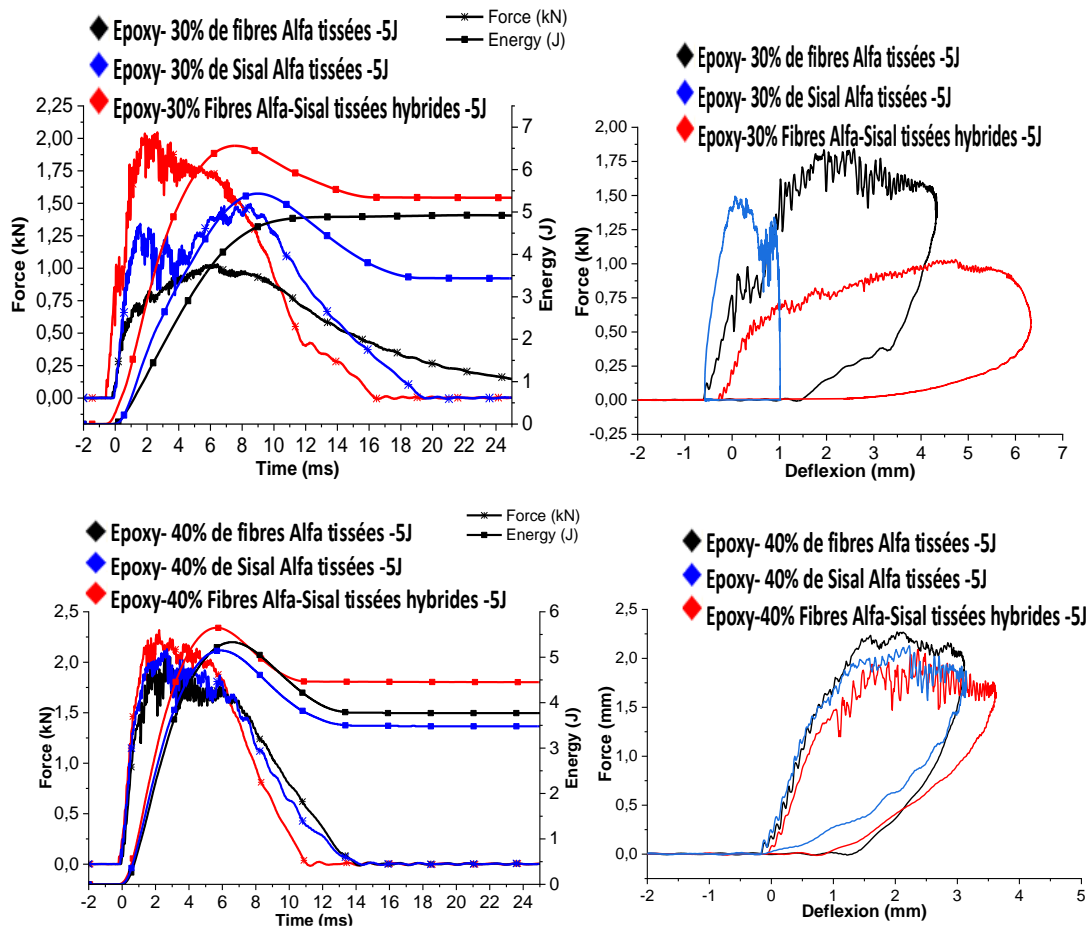 Epoxy- 30% de fibres Alfa tissées -5J
Epoxy- 30% de Sisal Alfa tissées -5J
Epoxy-30% Fibres Alfa-Sisal tissées hybrides -5J
Force (kN)
Energy (J)
2,25
2,00
1,75
1,50
1,25
1,00
0,75
0,50
0,25
0,00
Force (kN)
7
6
5
4
3
2
1
0
Energy (J)
-2 0 2 4 6 8 10 12 14 16 18 20 22 24
Time (ms)
Epoxy- 30% de fibres Alfa tissées -5J
Epoxy- 30% de Sisal Alfa tissées -5J
Epoxy-30% Fibres Alfa-Sisal tissées hybrides -5J
2,00
1,75
1,50
1,25
1,00
0,75
0,50
0,25
0,00
-0,25
Force (kN)
-2 -1 0 1 2 3 4 5 6 7
Deflexion (mm)
Epoxy- 40% de fibres Alfa tissées -5J
Epoxy- 40% de Sisal Alfa tissées -5J
Epoxy-40% Fibres Alfa-Sisal tissées hybrides -5J
Force (kN)
Energy (J)
2,5
2,0
1,5
1,0
0,5
0,0
Force (kN)
6
5
4
3
2
1
0
Energy (J)
-2 0 2 4 6 8 10 12 14 16 18 20 22 24
Time (ms)
Epoxy- 40% de fibres Alfa tissées -5J
Epoxy- 40% de Sisal Alfa tissées -5J
Epoxy-40% Fibres Alfa-Sisal tissées hybrides -5J
2,5
2,0
1,5
1,0
0,5
0,0
Force (mm)
-2 -1 0 1 2 3 4 5
Deflexion (mm)